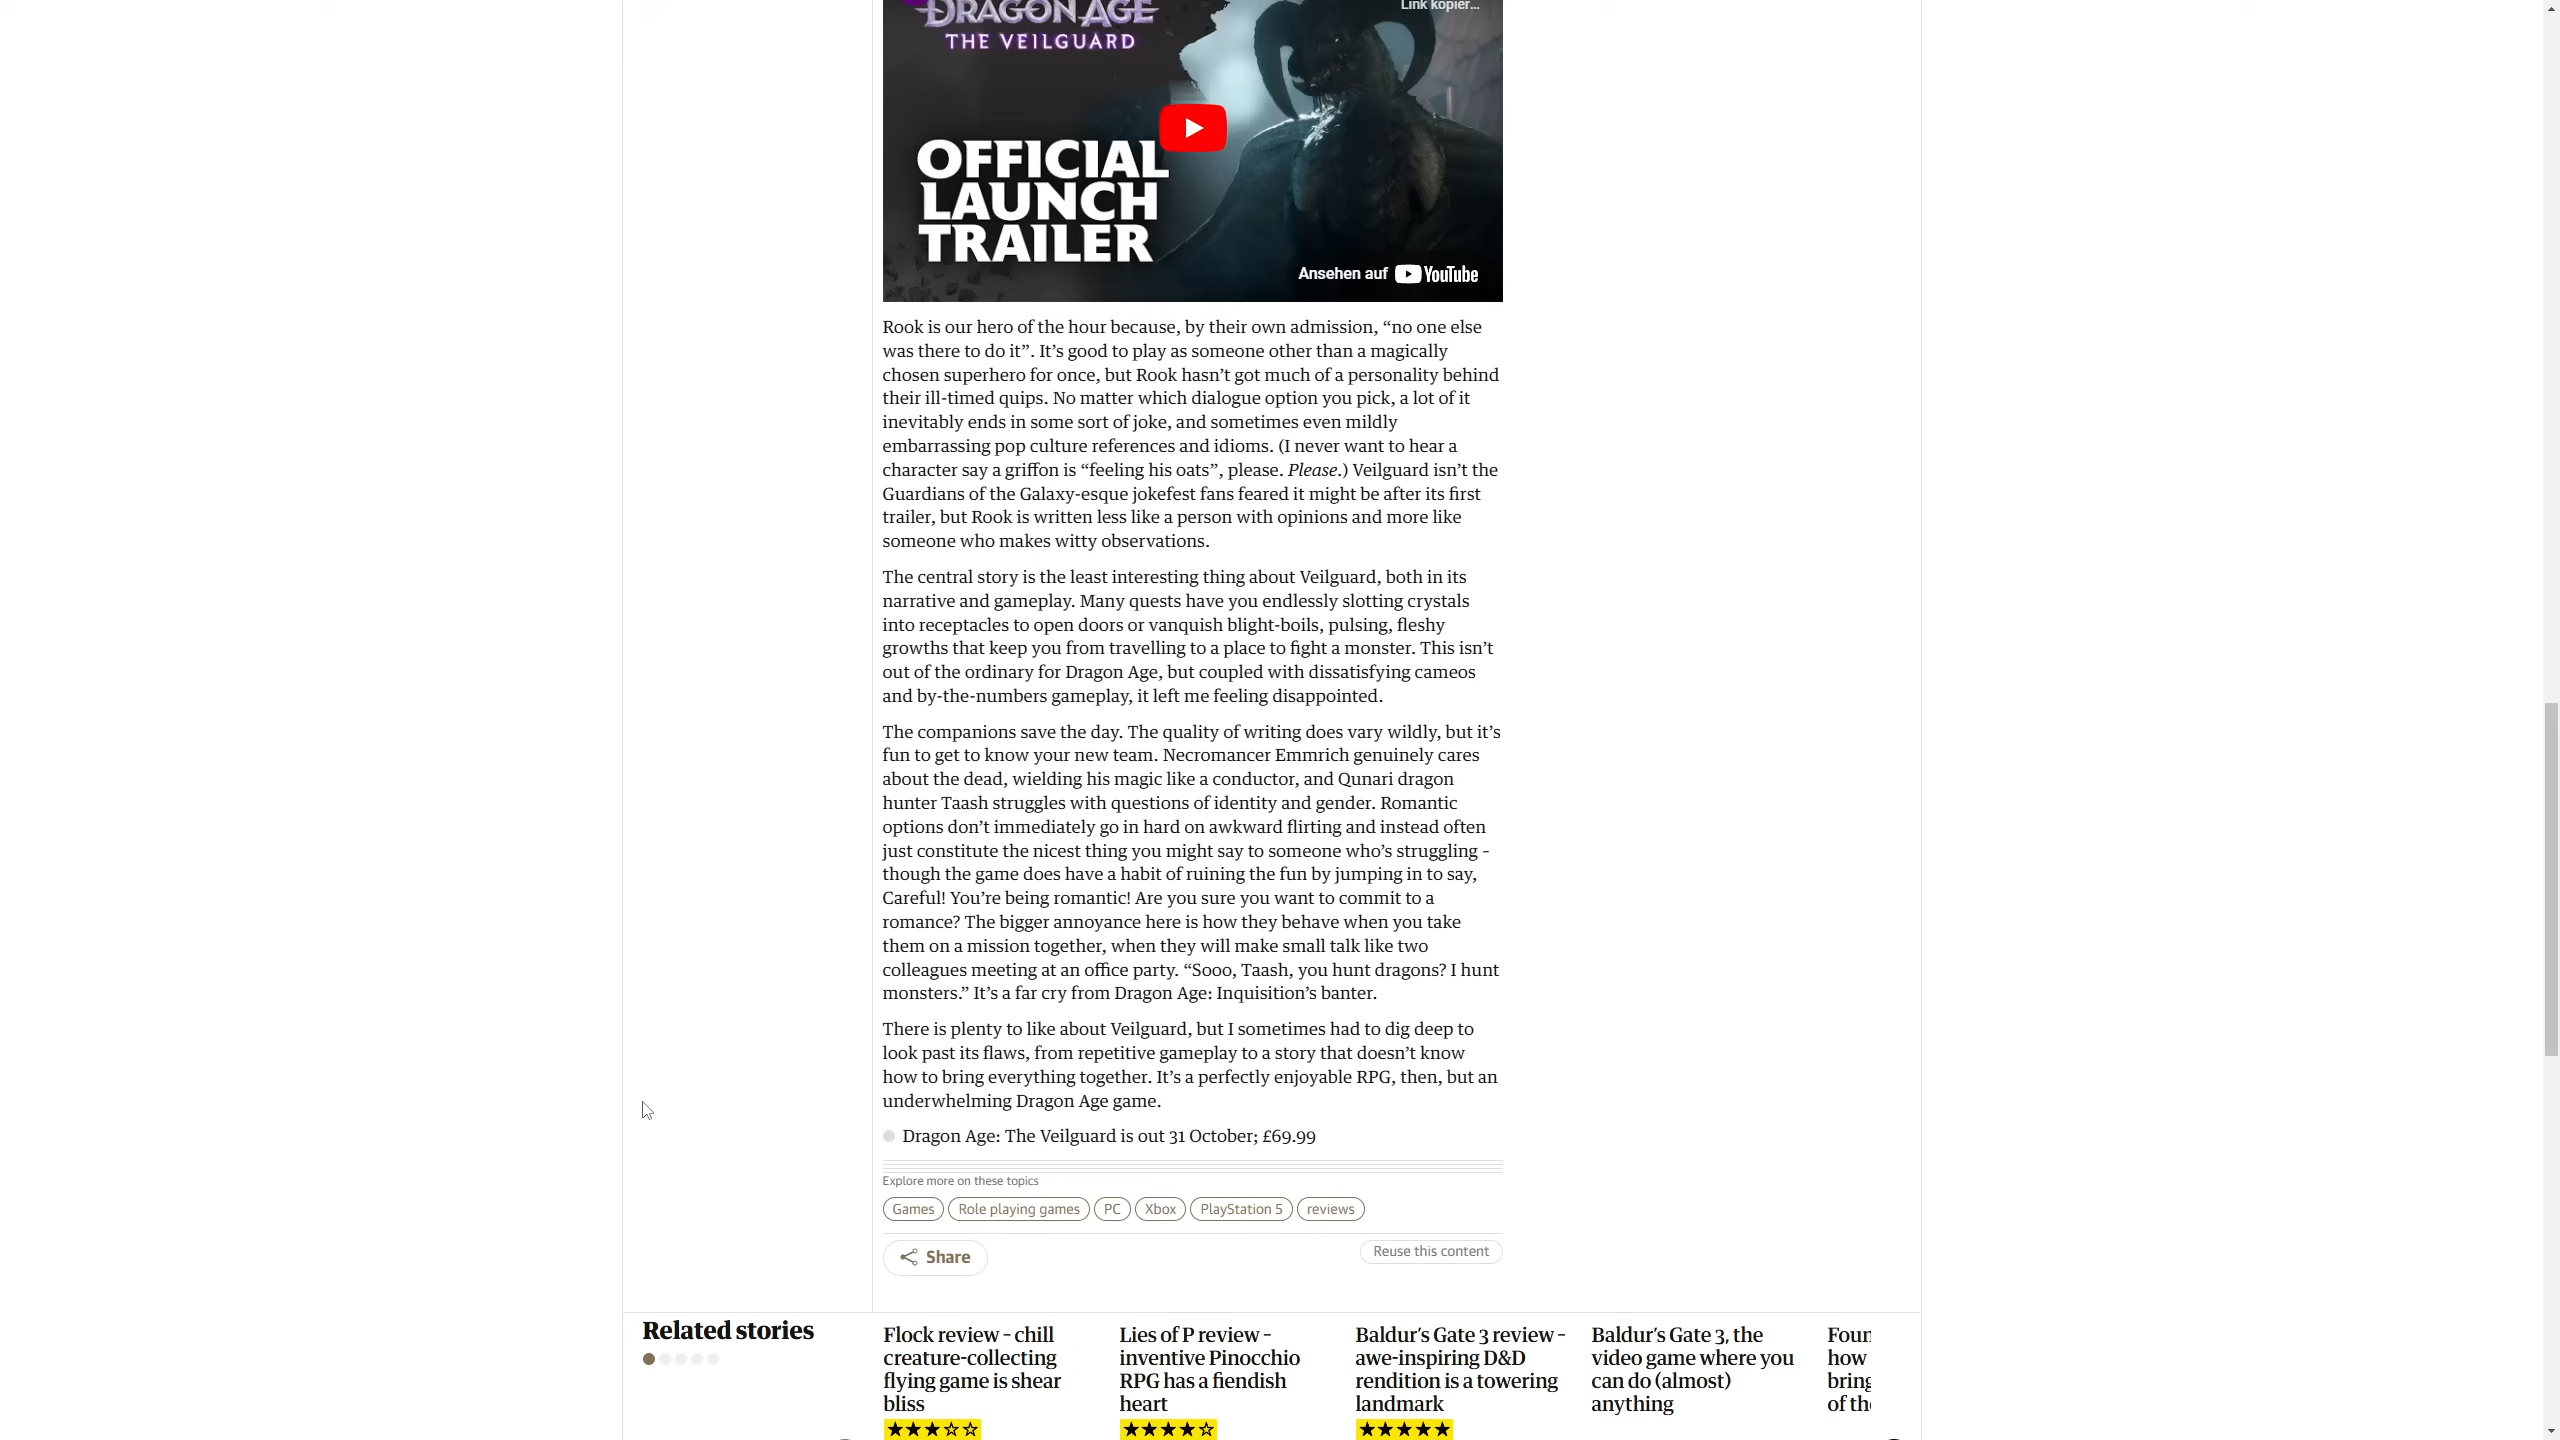 DRAGON AGE
THE VEILGUARD
Link kopier...
OFFICIAL
LAUNCH
TRAILER
Ansehen auf YouTube
Rook is our hero of the hour because, by their own admission, “no one else
was there to do it”. It’s good to play as someone other than a magically
chosen superhero for once, but Rook hasn’t got much of a personality behind
their ill-timed quips. No matter which dialogue option you pick, a lot of it
inevitably ends in some sort of joke, and sometimes even mildly
embarrassing pop culture references and idioms. (I never want to hear a
character say a griffon is “feeling his oats”, please. Please.) Veilguard isn’t the
Guardians of the Galaxy-esque jokefest fans feared it might be after its first
trailer, but Rook is written less like a person with opinions and more like
someone who makes witty observations.
The central story is the least interesting thing about Veilguard, both in its
narrative and gameplay. Many quests have you endlessly slotting crystals
into receptacles to open doors or vanquish blight-boils, pulsing, fleshy
growths that keep you from travelling to a place to fight a monster. This isn’t
out of the ordinary for Dragon Age, but coupled with dissatisfying cameos
and by-the-numbers gameplay, it left me feeling disappointed.
The companions save the day. The quality of writing does vary wildly, but it’s
fun to get to know your new team. Necromancer Emmrich genuinely cares
about the dead, wielding his magic like a conductor, and Qunari dragon
hunter Taash struggles with questions of identity and gender. Romantic
options don’t immediately go in hard on awkward flirting and instead often
just constitute the nicest thing you might say to someone who’s struggling –
though the game does have a habit of ruining the fun by jumping in to say,
Careful! You’re being romantic! Are you sure you want to commit to a
romance? The bigger annoyance here is how they behave when you take
them on a mission together, when they will make small talk like two
colleagues meeting at an office party. “Sooo, Taash, you hunt dragons? I hunt
monsters.” It’s a far cry from Dragon Age: Inquisition’s banter.
There is plenty to like about Veilguard, but I sometimes had to dig deep to
look past its flaws, from repetitive gameplay to a story that doesn’t know
how to bring everything together. It’s a perfectly enjoyable RPG, then, but an
underwhelming Dragon Age game.
Dragon Age: The Veilguard is out 31 October; £69.99
Explore more on these topics
Games Role playing games PC Xbox PlayStation 5 reviews
Share
Reuse this content
Related stories
Flock review – chill
creature-collecting
flying game is shear
bliss
Lies of P review –
inventive Pinocchio
RPG has a fiendish
heart
Baldur’s Gate 3 review –
awe-inspiring D&D
rendition is a towering
landmark
Baldur’s Gate 3, the
video game where you
can do (almost)
anything
how
of